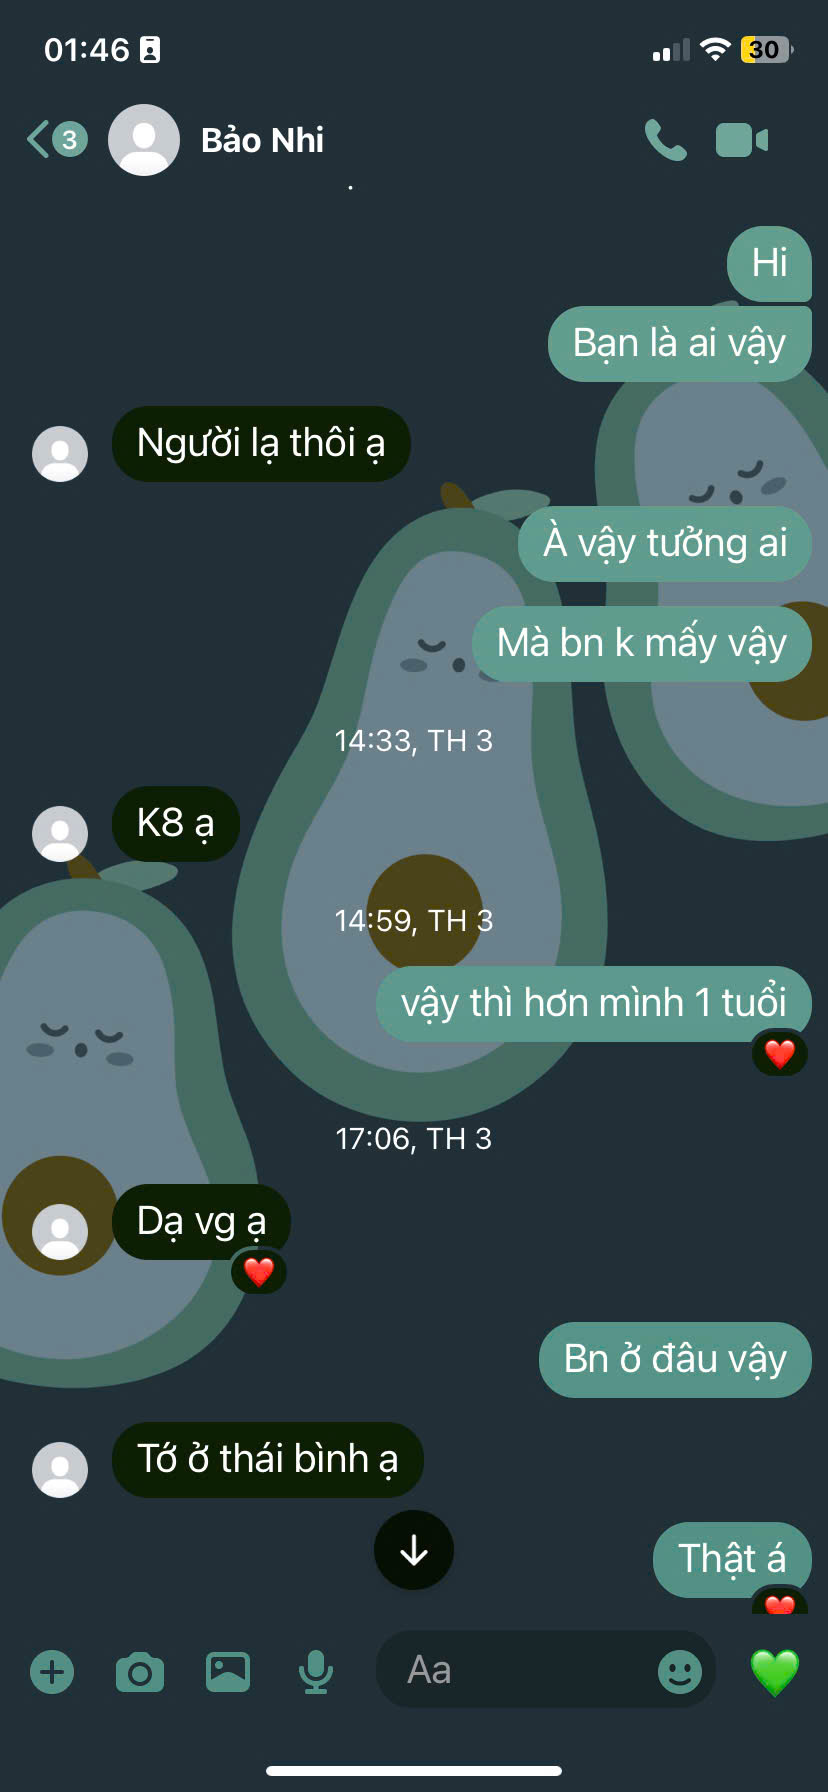 01:46
30
3
Bảo Nhi
Hi
Bạn là ai vậy
Người lạ thôi ạ
À vậy tưởng ai
Mà bn k mấy vậy
14:33, TH 3
K8 ạ
14:59, TH 3
vậy thì hơn mình 1 tuổi
17:06, TH 3
Dạ vg ạ
Bn ở đâu vậy
Tớ ở thái bình ạ
Thật á
Aa